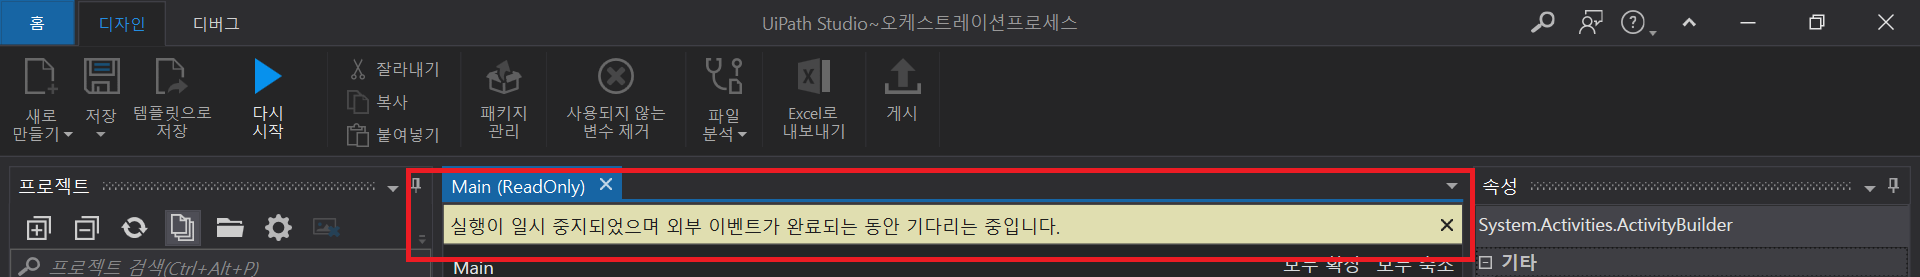 홈 디자인 디버그 UiPath Studio~오케스트레이션프로세스
새로 만들기
저장
템플릿으로 저장
다시 시작
잘라내기
복사
붙여넣기
패키지 관리
사용되지 않는 변수 제거
파일 분석
Excel로 내보내기
게시
프로젝트
프로젝트 검색(Ctrl+Alt+P)
Main (ReadOnly)
실행이 일시 중지되었으며 외부 이벤트가 완료되는 동안 기다리는 중입니다.
Main 모두 확장 모두 축소
속성
System.Activities.ActivityBuilder
기타